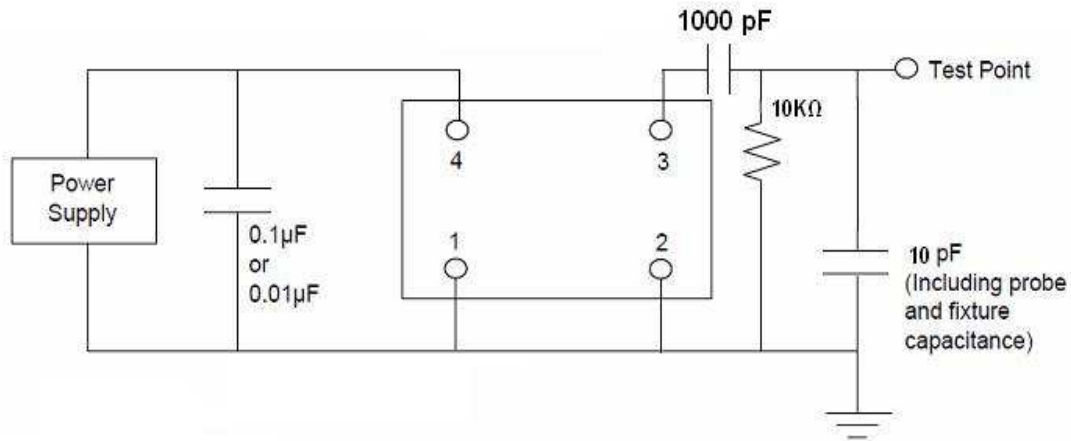 1000 pF
Test Point
10KΩ
4
3
Power
Supply
0.1µF
or
0.01µF
1
2
10 pF
(Including probe
and fixture
capacitance)